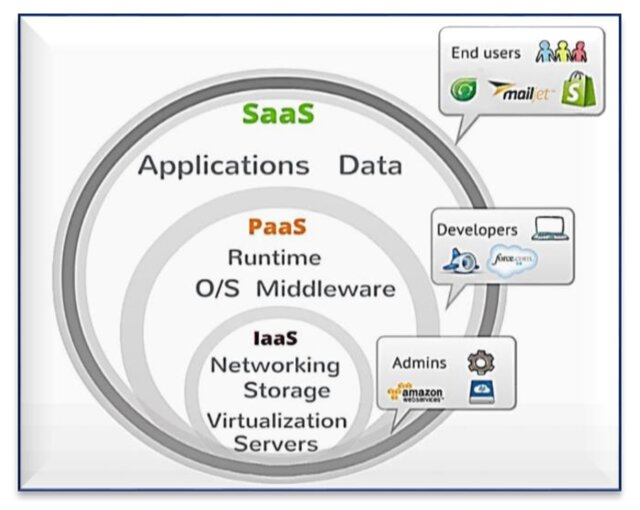 End users
mailjet
S
SaaS
Applications Data
PaaS
Runtime
O/S Middleware
Developers
force.com
IaaS
Networking
Storage
Virtualization
Servers
Admins
amazon
webservices™